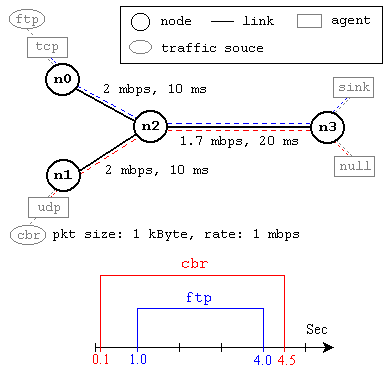 ftp
node
link
agent
traffic souce
tcp
n0
2 mbps, 10 ms
sink
n2
n3
1.7 mbps, 20 ms
n1
2 mbps, 10 ms
null
udp
cbr
pkt size: 1 kByte, rate: 1 mbps
cbr
ftp
Sec
0.1
1.0
4.0
4.5